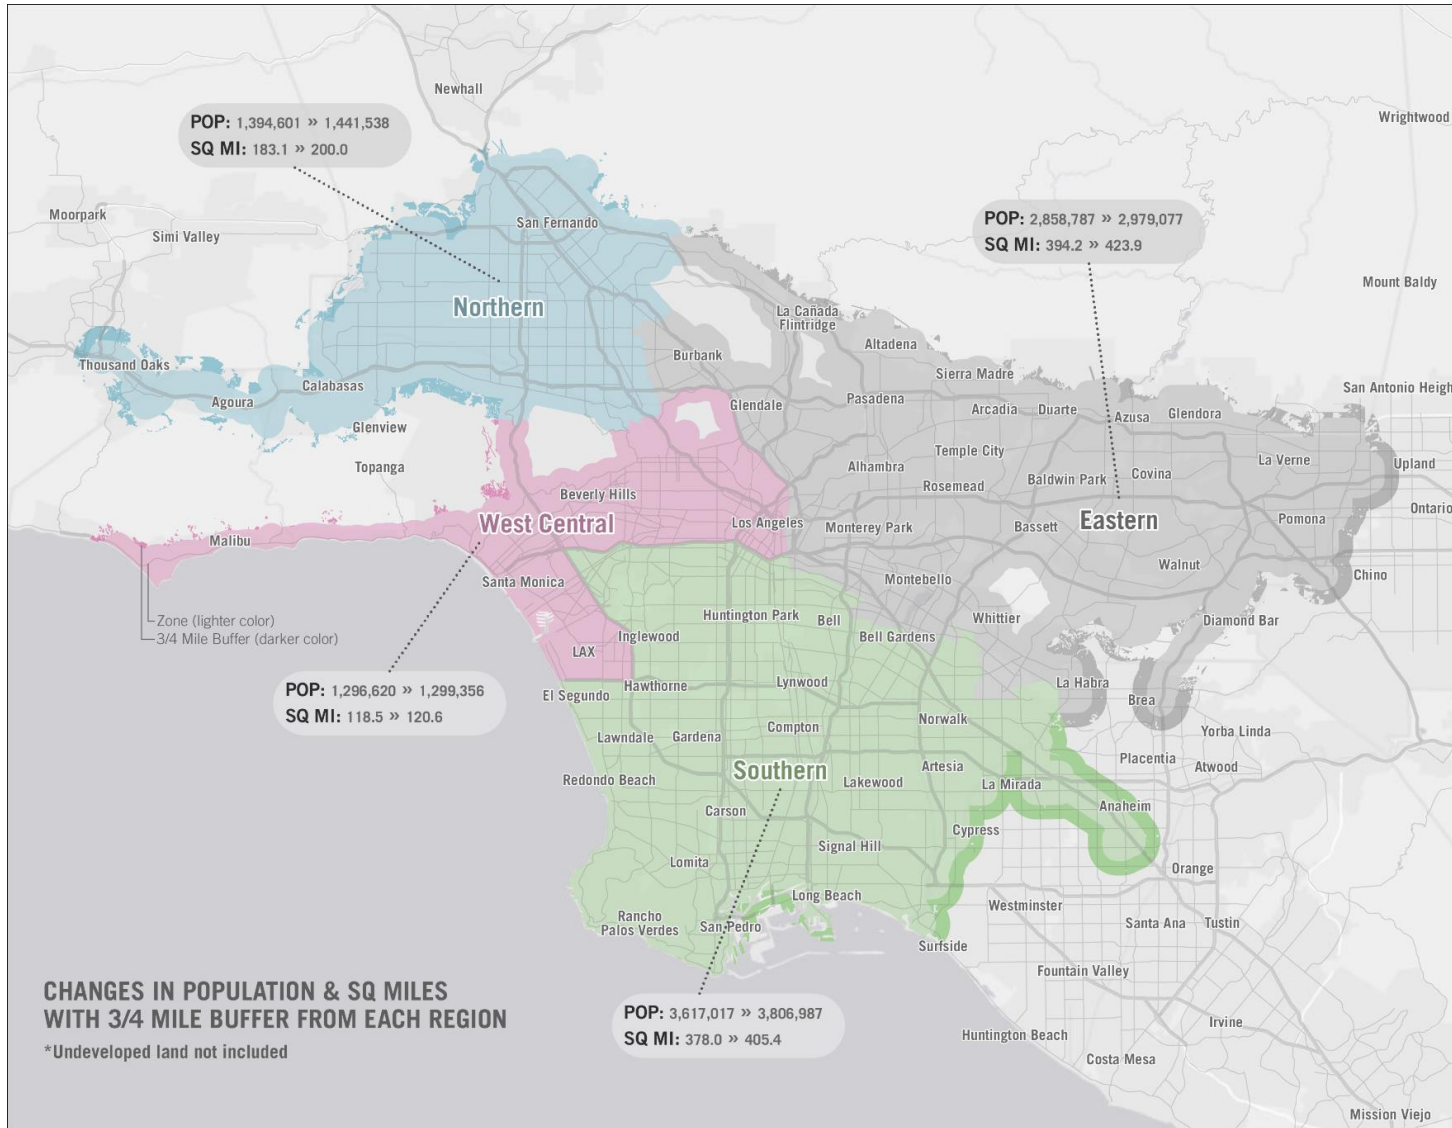 Newhall
POP: 1,394,601 » 1,441,538
SQ MI: 183.1 » 200.0
Wrightwood
Moorpark
Simi Valley
San Fernando
POP: 2,858,787 » 2,979,077
SQ MI: 394.2 » 423.9
Mount Baldy
Northern
La Cañada
Flintridge
Altadena
Burbank
Thousand Oaks
Sierra Madre
Calabasas
Agoura
San Antonio Heigh
Pasadena
Glendale
Arcadia
Duarte
Azusa
Glendora
Glenview
Topanga
Temple City
Alhambra
Rosemead
Baldwin Park
Covina
La Verne
Upland
Beverly Hills
West Central
Los Angeles
Monterey Park
Bassett
Eastern
Pomona
Ontario
Malibu
Santa Monica
Montebello
Walnut
Chino
Zone (lighter color)
3/4 Mile Buffer (darker color)
Huntington Park
Bell
Whittier
Diamond Bar
Inglewood
Bell Gardens
LAX
POP: 1,296,620 » 1,299,356
SQ MI: 118.5 » 120.6
El Segundo
Hawthorne
Lynwood
La Habra
Brea
Lawndale
Gardena
Compton
Norwalk
Yorba Linda
Placentia
Atwood
Redondo Beach
Southern
Lakewood
Artesia
La Mirada
Carson
Anaheim
Cypress
Signal Hill
Lomita
Orange
Long Beach
Westminster
Rancho
Palos Verdes
San Pedro
Santa Ana
Tustin
Surfside
Fountain Valley
CHANGES IN POPULATION & SQ MILES
WITH 3/4 MILE BUFFER FROM EACH REGION
*Undeveloped land not included
POP: 3,617,017 » 3,806,987
SQ MI: 378.0 » 405.4
Irvine
Huntington Beach
Costa Mesa
Mission Viejo